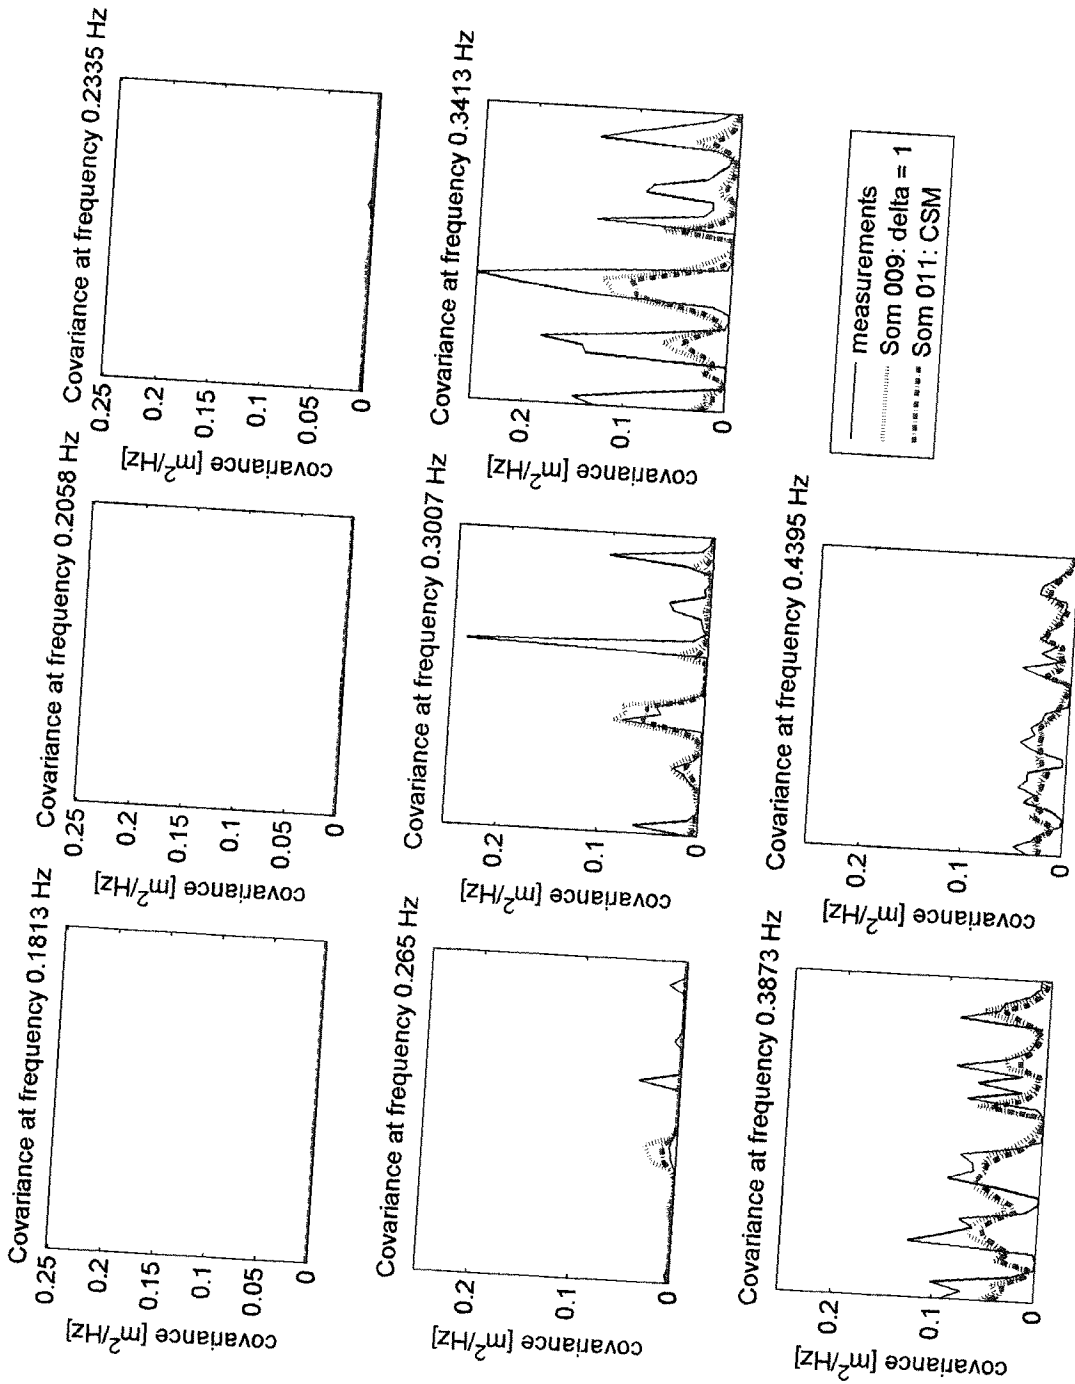 Covariance at frequency 0.1813 Hz
covariance [m²/Hz]
0.25
0.2
0.15
0.1
0.05
0
Covariance at frequency 0.2058 Hz
covariance [m²/Hz]
0.25
0.2
0.15
0.1
0.05
0
Covariance at frequency 0.2335 Hz
covariance [m²/Hz]
0.25
0.2
0.15
0.1
0.05
0
Covariance at frequency 0.265 Hz
covariance [m²/Hz]
0.2
0.1
0
Covariance at frequency 0.3007 Hz
covariance [m²/Hz]
0.2
0.1
0
Covariance at frequency 0.3413 Hz
covariance [m²/Hz]
0.2
0.1
0
Covariance at frequency 0.3873 Hz
covariance [m²/Hz]
0.2
0.1
0
Covariance at frequency 0.4395 Hz
covariance [m²/Hz]
0.2
0.1
0
measurements
Som 009: delta = 1
Som 011: CSM